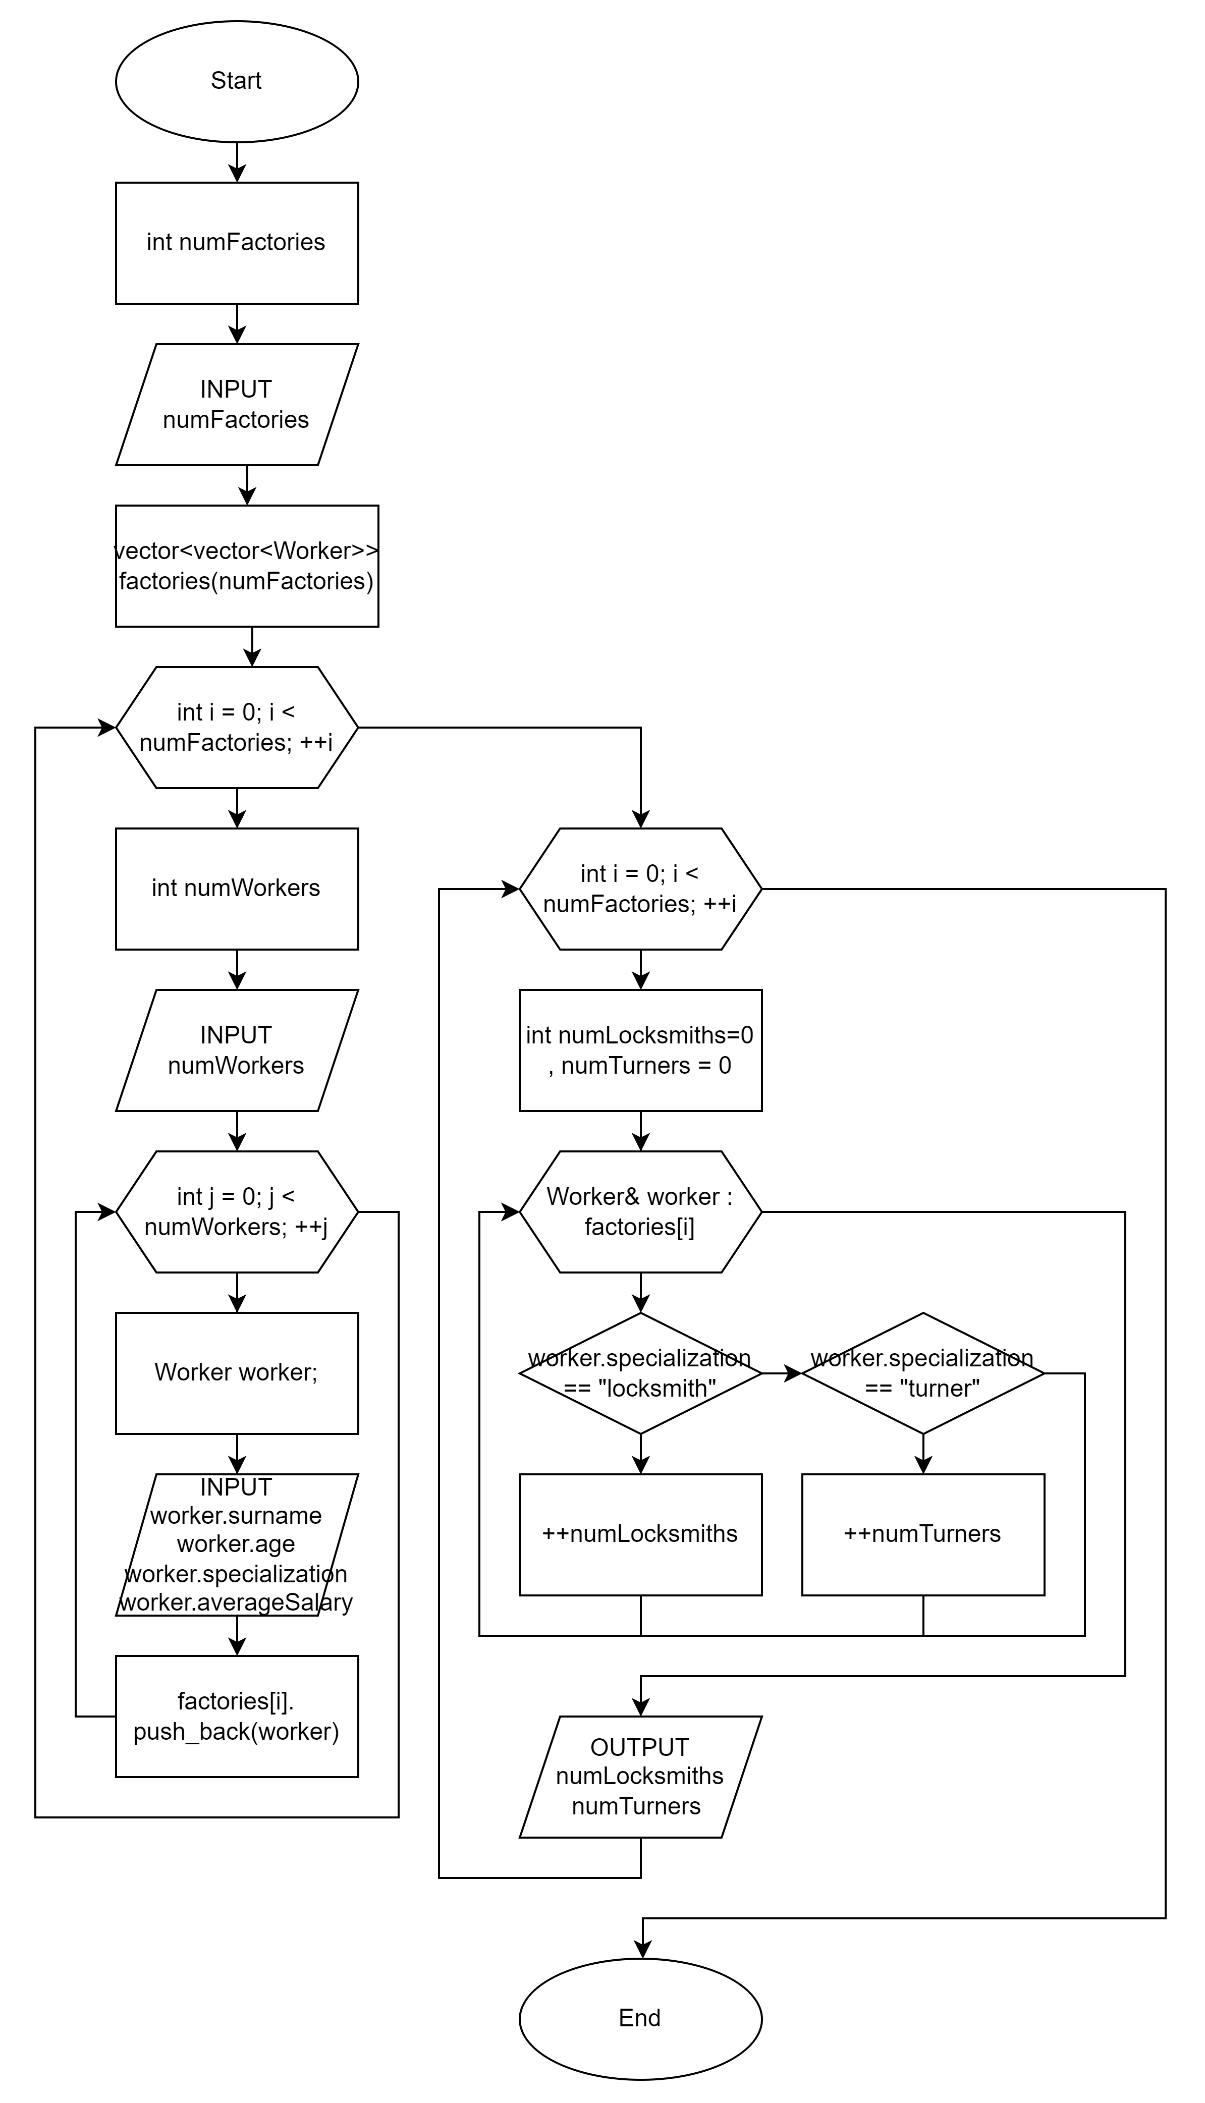 Start
int numFactories
INPUT
numFactories
vector<vector<Worker>>
factories(numFactories)
int i = 0; i <
numFactories; ++i
int numWorkers
INPUT
numWorkers
int j = 0; j <
numWorkers; ++j
Worker worker;
INPUT
worker.surname
worker.age
worker.specialization
worker.averageSalary
factories[i].
push_back(worker)
int i = 0; i <
numFactories; ++i
int numLocksmiths=0
, numTurners = 0
Worker& worker :
factories[i]
worker.specialization
== "locksmith"
worker.specialization
== "turner"
++numLocksmiths
++numTurners
OUTPUT
numLocksmiths
numTurners
End